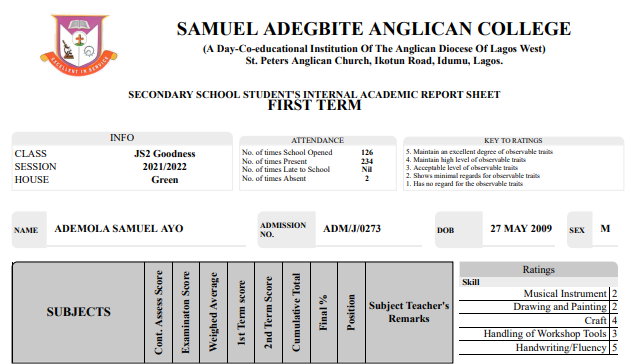 SAMUEL ADEGBITE ANGLICAN COLLEGE
(A Day-Co-educational Institution Of The Anglican Diocese Of Lagos West)
St. Peters Anglican Church, Ikotun Road, Idumu, Lagos.
EXCELLENT IN SERVICE
SECONDARY SCHOOL STUDENT'S INTERNAL ACADEMIC REPORT SHEET
FIRST TERM
INFO
CLASS JS2 Goodness
SESSION 2021/2022
HOUSE Green
ATTENDANCE
No. of times School Opened 126
No. of times Present 234
No. of times Late to School Nil
No. of times Absent 2
KEY TO RATINGS
5. Maintain an excellent degree of observable traits
4. Maintain high level of observable traits
3. Acceptable level of observable traits
2. Shows minimal regards for observable traits
1. Has no regard for the observable traits
NAME ADEMOLA SAMUEL AYO
ADMISSION NO. ADM/J/0273
DOB 27 MAY 2009
SEX M
SUBJECTS
Cont. Assess Score
Examinaton Score
Weighed Average
1st Term score
2nd Term Score
Cumulative Total
Final %
Position
Subject Teacher's
Remarks
Ratings
Skill
Musical Instrument 2
Drawing and Painting 2
Craft 4
Handling of Workshop Tools 3
Handwriting/Fluency 5